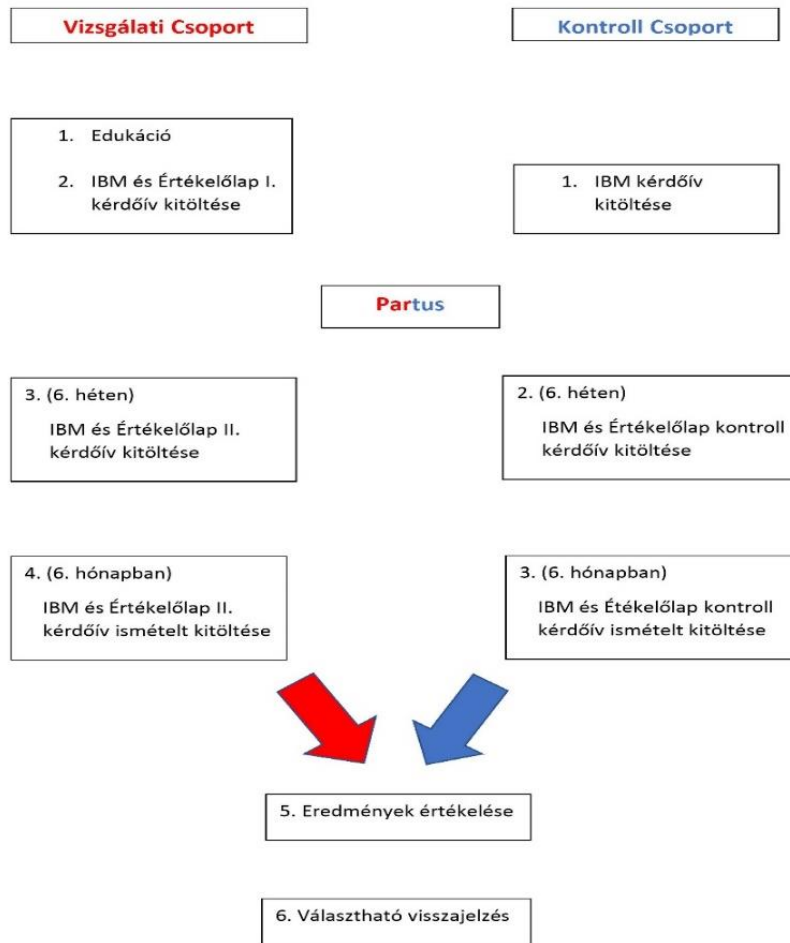 Vizsgálati Csoport
Kontroll Csoport
1. Edukáció
2. IBM és Értékelőlap I.
kérdőív kitöltése
1. IBM kérdőív
kitöltése
Partus
3. (6. héten)
IBM és Értékelőlap II.
kérdőív kitöltése
2. (6. héten)
IBM és Értékelőlap kontroll
kérdőív kitöltése
4. (6. hónapban)
IBM és Értékelőlap II.
kérdőív ismételt kitöltése
3. (6. hónapban)
IBM és Étékelőlap kontroll
kérdőív ismételt kitöltése
5. Eredmények értékelése
6. Választható visszajelzés